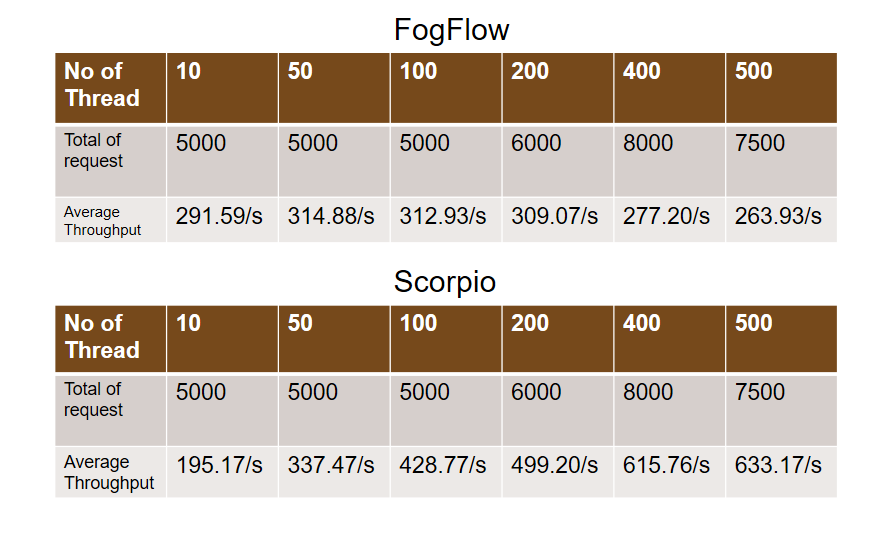 FogFlow
No of Thread 10 50 100 200 400 500
Total of request 5000 5000 5000 6000 8000 7500
Average Throughput 291.59/s 314.88/s 312.93/s 309.07/s 277.20/s 263.93/s
Scorpio
No of Thread 10 50 100 200 400 500
Total of request 5000 5000 5000 6000 8000 7500
Average Throughput 195.17/s 337.47/s 428.77/s 499.20/s 615.76/s 633.17/s